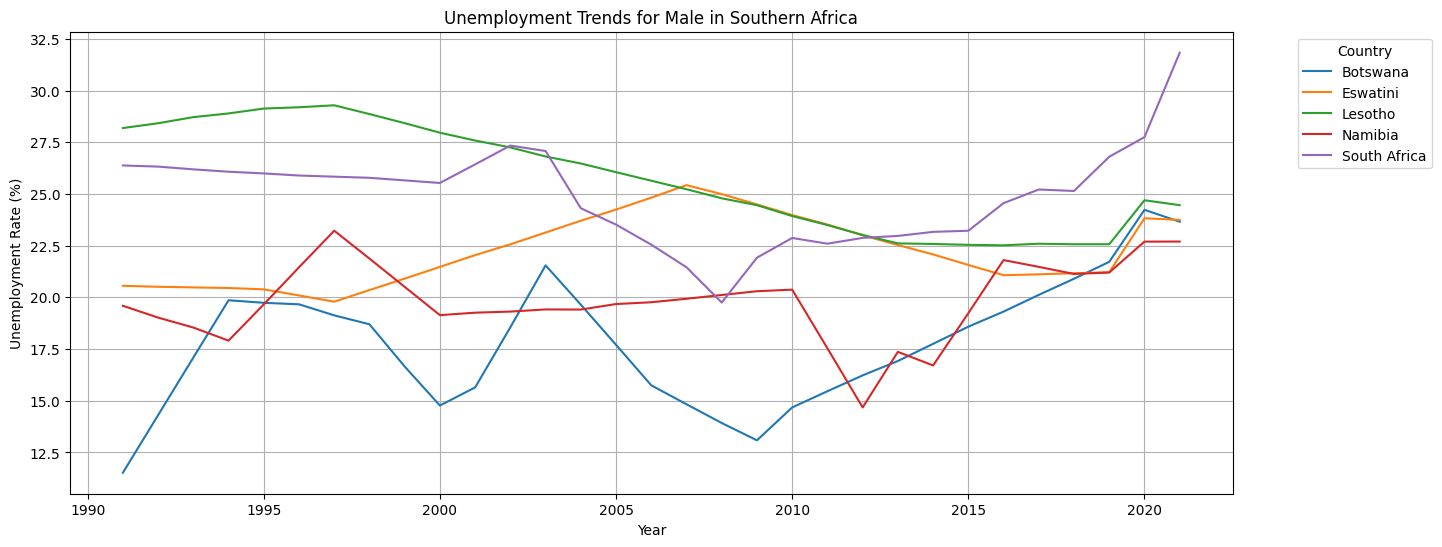 Unemployment Trends for Male in Southern Africa
32.5
30.0
27.5
25.0
22.5
20.0
17.5
15.0
12.5
Unemployment Rate (%)
1990
1995
2000
2005
2010
2015
2020
Year
Country
Botswana
Eswatini
Lesotho
Namibia
South Africa